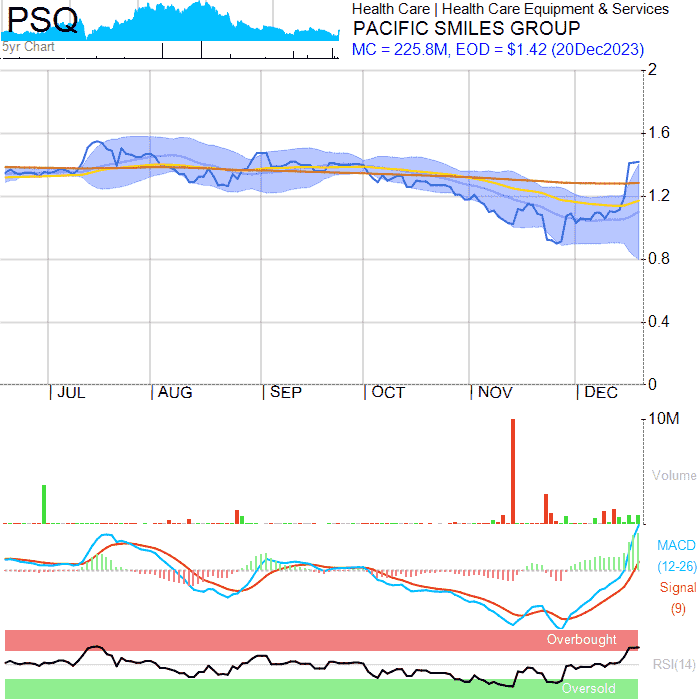 PSQ
5yr Chart
Health Care | Health Care Equipment & Services
PACIFIC SMILES GROUP
MC = 225.8M, EOD = $1.42 (20Dec2023)
2
1.6
1.2
0.8
0.4
0
JUL AUG SEP OCT NOV DEC
10M
Volume
MACD
(12-26)
Signal
(9)
Overbought
RSI(14)
Oversold